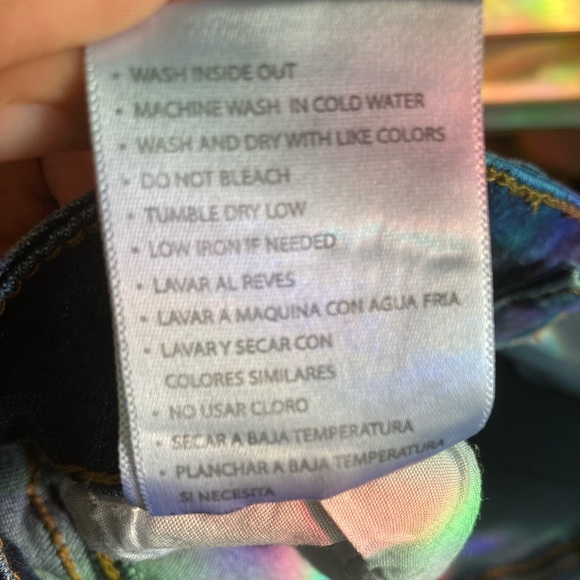 • WASH INSIDE OUT
• MACHINE WASH IN COLD WATER
• WASH AND DRY WITH LIKE COLORS
• DO NOT BLEACH
• TUMBLE DRY LOW
• LOW IRON IF NEEDED
• LAVAR AL REVES
• LAVAR A MAQUINA CON AGUA FRIA
• LAVAR Y SECAR CON
COLORES SIMILARES
• NO USAR CLORO
• SECAR A BAJA TEMPERATURA
• PLANCHAR A BAJA TEMPERATURA
SI NECESITA